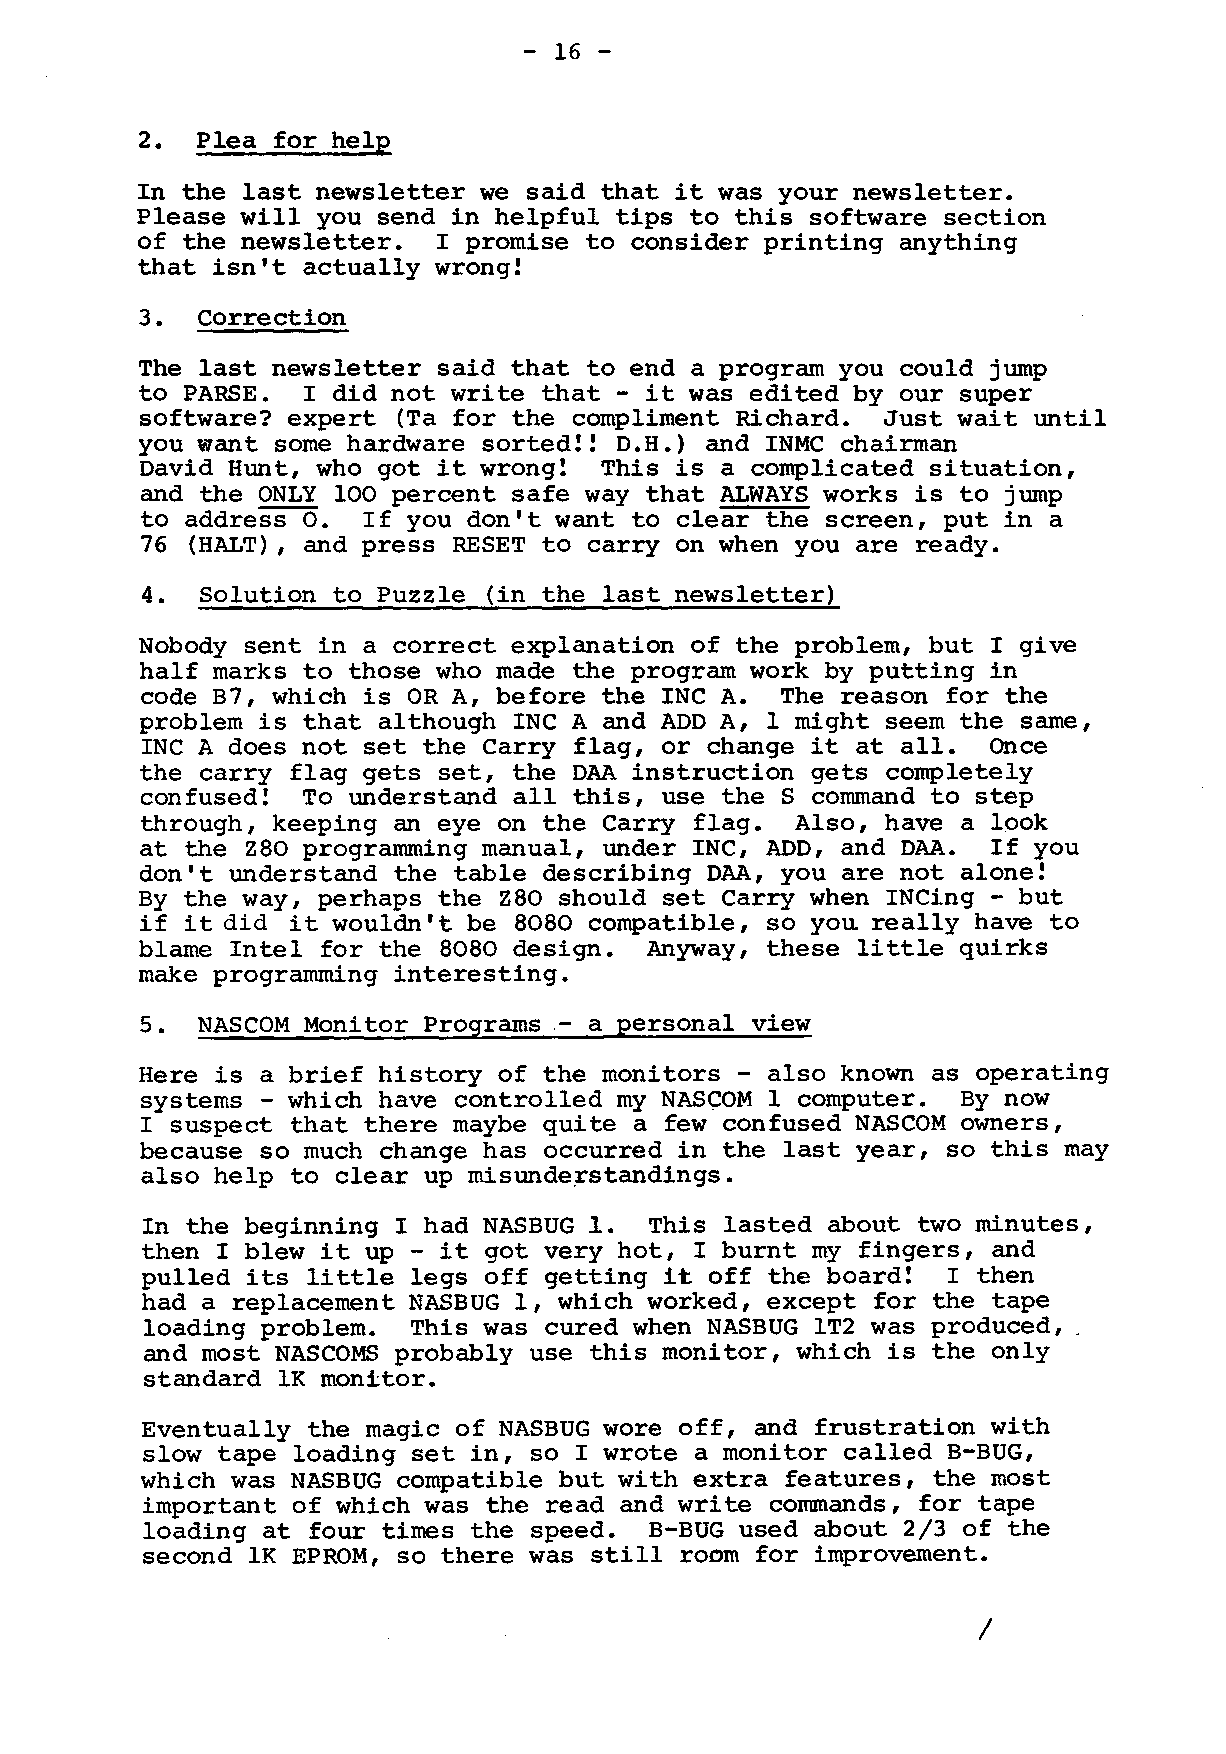 - 16 -
2. Plea for help
In the last newsletter we said that it was your newsletter.
Please will you send in helpful tips to this software section
of the newsletter. I promise to consider printing anything
that isn't actually wrong!
3. Correction
The last newsletter said that to end a program you could jump
to PARSE. I did not write that - it was edited by our super
software? expert (Ta for the compliment Richard. Just wait until
you want some hardware sorted!! D.H.) and INMC chairman
David Hunt, who got it wrong! This is a complicated situation,
and the ONLY 100 percent safe way that ALWAYS works is to jump
to address O. If you don't want to clear the screen, put in a
76 (HALT), and press RESET to carry on when you are ready.
4. Solution to Puzzle (in the last newsletter)
Nobody sent in a correct explanation of the problem, but I give
half marks to those who made the program work by putting in
code B7, which is OR A, before the INC A. The reason for the
problem is that although INC A and ADD A, 1 might seem the same,
INC A does not set the Carry flag, or change it at all. Once
the carry flag gets set, the DAA instruction gets completely
confused! To understand all this, use the S command to step
through, keeping an eye on the Carry flag. Also, have a look
at the Z80 programming manual, under INC, ADD, and DAA. If you
don't understand the table describing DAA, you are not alone!
By the way, perhaps the Z80 should set Carry when INCing - but
if it did it wouldn't be 8080 compatible, so you really have to
blame Intel for the 8080 design. Anyway, these little quirks
make programming interesting.
5. NASCOM Monitor Programs - a personal view
Here is a brief history of the monitors - also known as operating
systems - which have controlled my NASCOM 1 computer. By now
I suspect that there maybe quite a few confused NASCOM owners,
because so much change has occurred in the last year, so this may
also help to clear up misunderstandings.
In the beginning I had NASBUG 1. This lasted about two minutes,
then I blew it up - it got very hot, I burnt my fingers, and
pulled its little legs off getting it off the board! I then
had a replacement NASBUG 1, which worked, except for the tape
loading problem. This was cured when NASBUG 1T2 was produced,
and most NASCOMS probably use this monitor, which is the only
standard 1K monitor.
Eventually the magic of NASBUG wore off, and frustration with
slow tape loading set in, so I wrote a monitor called B-BUG,
which was NASBUG compatible but with extra features, the most
important of which was the read and write commands, for tape
loading at four times the speed. B-BUG used about 2/3 of the
second 1K EPROM, so there was still room for improvement.
/